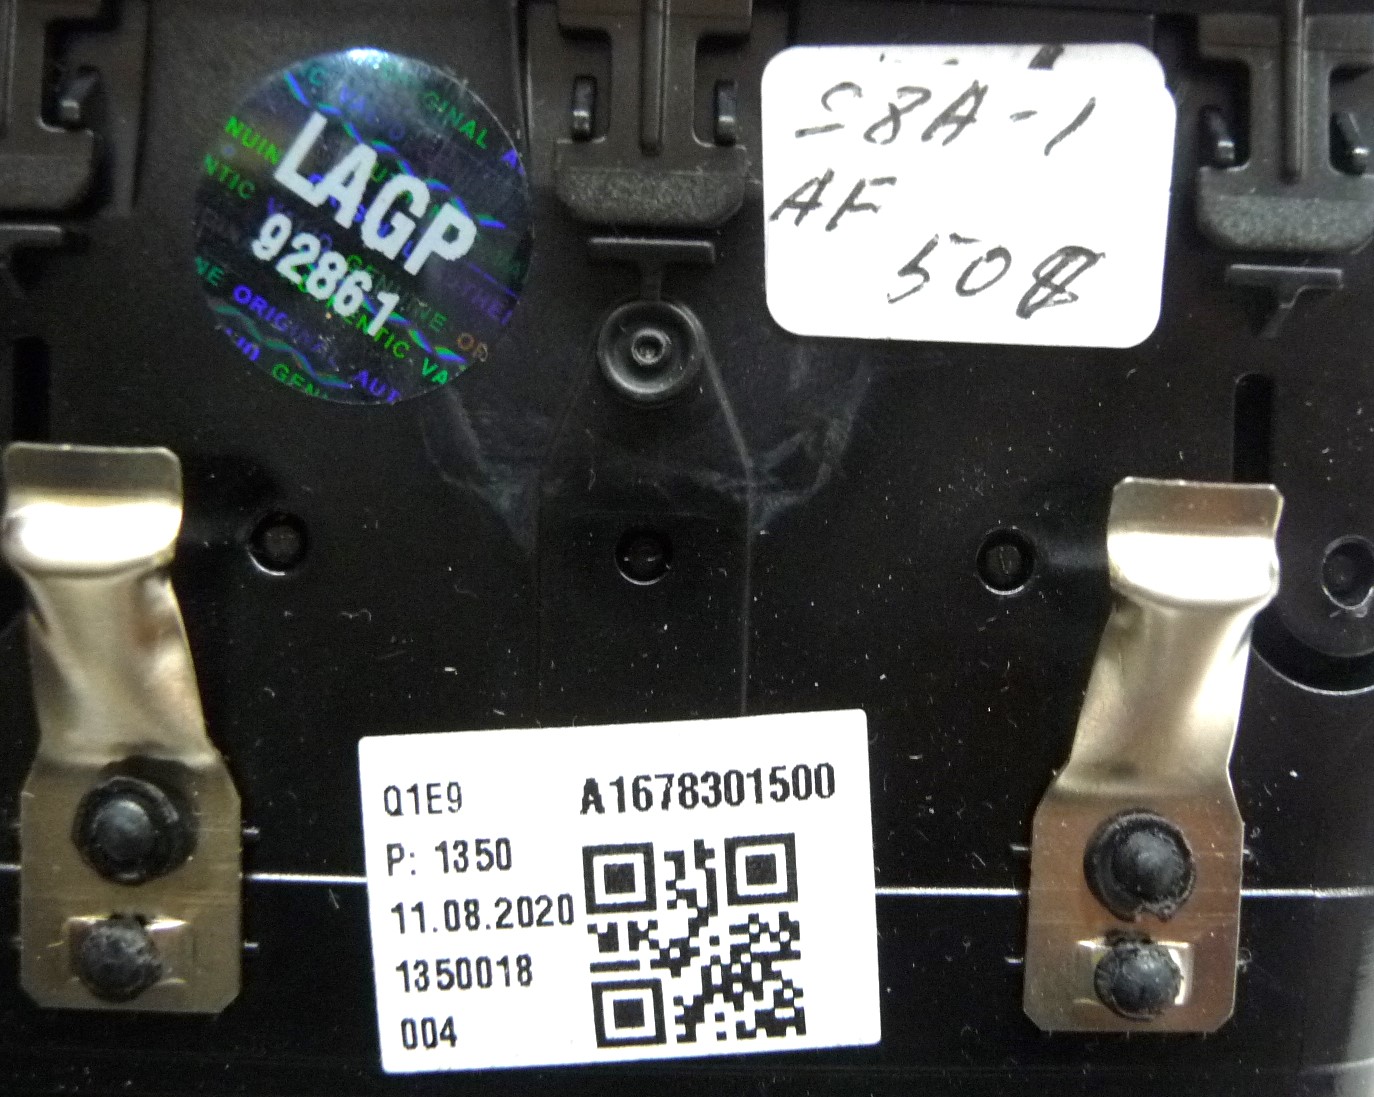 LAGP
92861
S8A-1
AF
508
Q1E9
A1678301500
P: 1350
11.08.2020
1350018
004